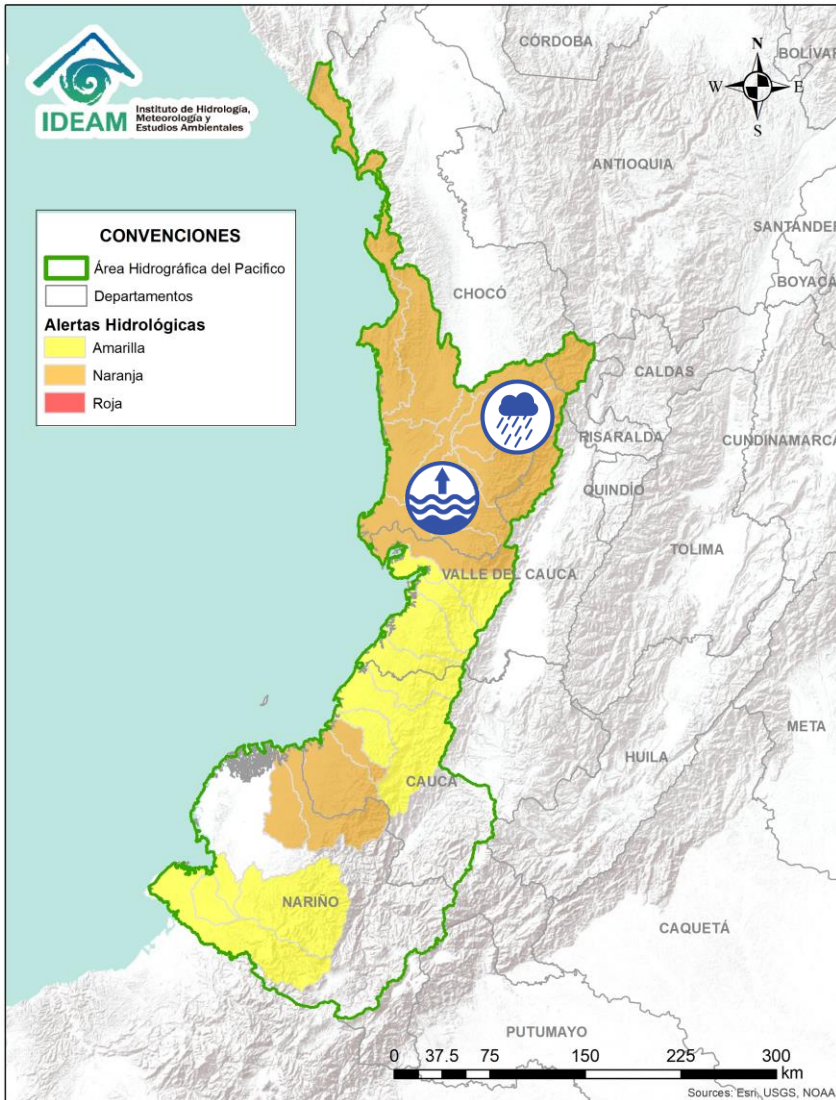 IDEAM
Instituto de Hidrología,
Meteorología y
Estudios Ambientales
N
W
E
S
CÓRDOBA
BOLÍVAR
ANTIOQUIA
SANTANDER
BOYACÁ
CONVENCIONES
Área Hidrográfica del Pacifico
Departamentos
Alertas Hidrológicas
Amarilla
Naranja
Roja
CHOCÓ
CALDAS
RISARALDA
CUNDINAMARCA
QUINDÍO
TOLIMA
VALLE DEL CAUCA
META
HUILA
CAUCA
NARIÑO
CAQUETÁ
PUTUMAYO
0 37.5 75 150 225 300
km
Sources: Esri, USGS, NOAA